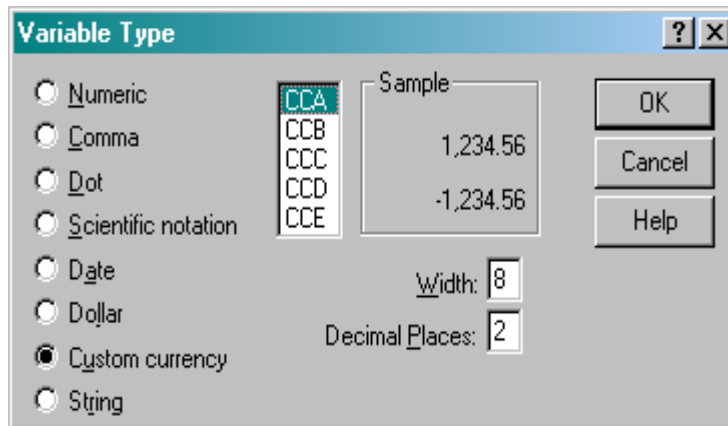 Variable Type
Numeric
Comma
Dot
Scientific notation
Date
Dollar
Custom currency
String
CCA
CCB
CCC
CCD
CCE
Sample
1,234.56
-1,234.56
Width: 8
Decimal Places: 2
OK
Cancel
Help